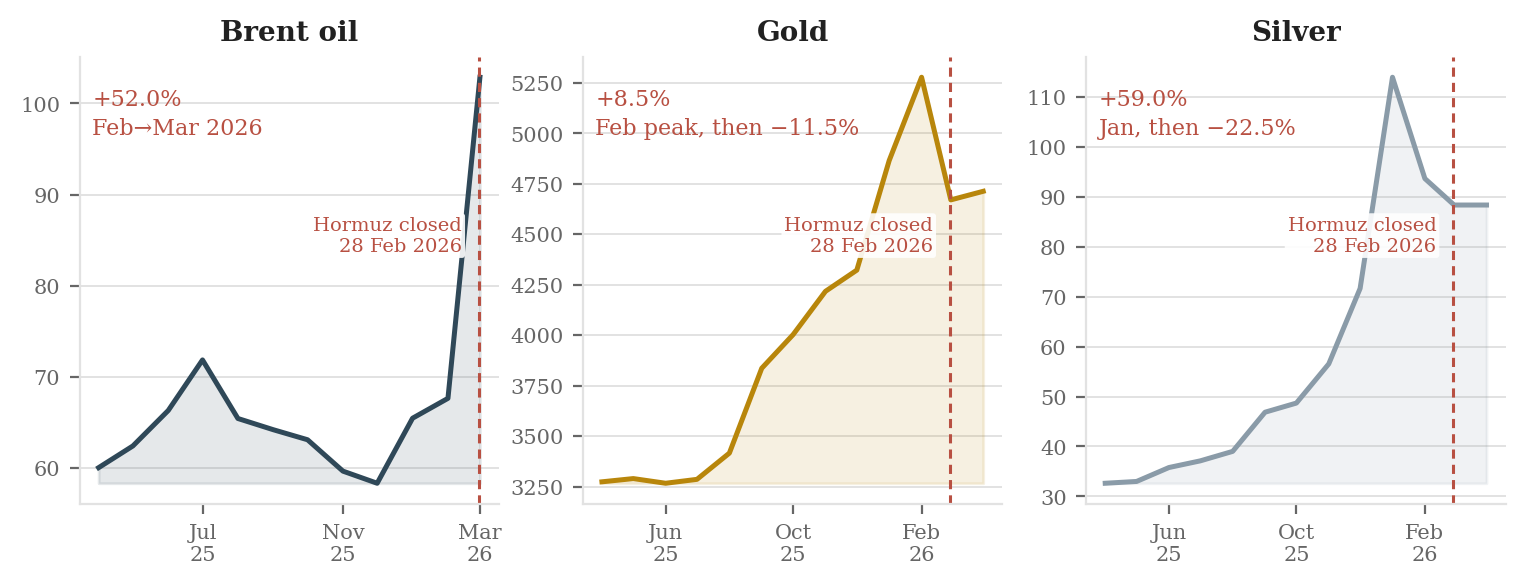 Brent oil
+52.0%
Feb→Mar 2026
Hormuz closed
28 Feb 2026
100
90
80
70
60
Jul
25
Nov
25
Mar
26
Gold
+8.5%
Feb peak, then −11.5%
Hormuz closed
28 Feb 2026
5250
5000
4750
4500
4250
4000
3750
3500
3250
Jun
25
Oct
25
Feb
26
Silver
+59.0%
Jan, then −22.5%
Hormuz closed
28 Feb 2026
110
100
90
80
70
60
50
40
30
Jun
25
Oct
25
Feb
26